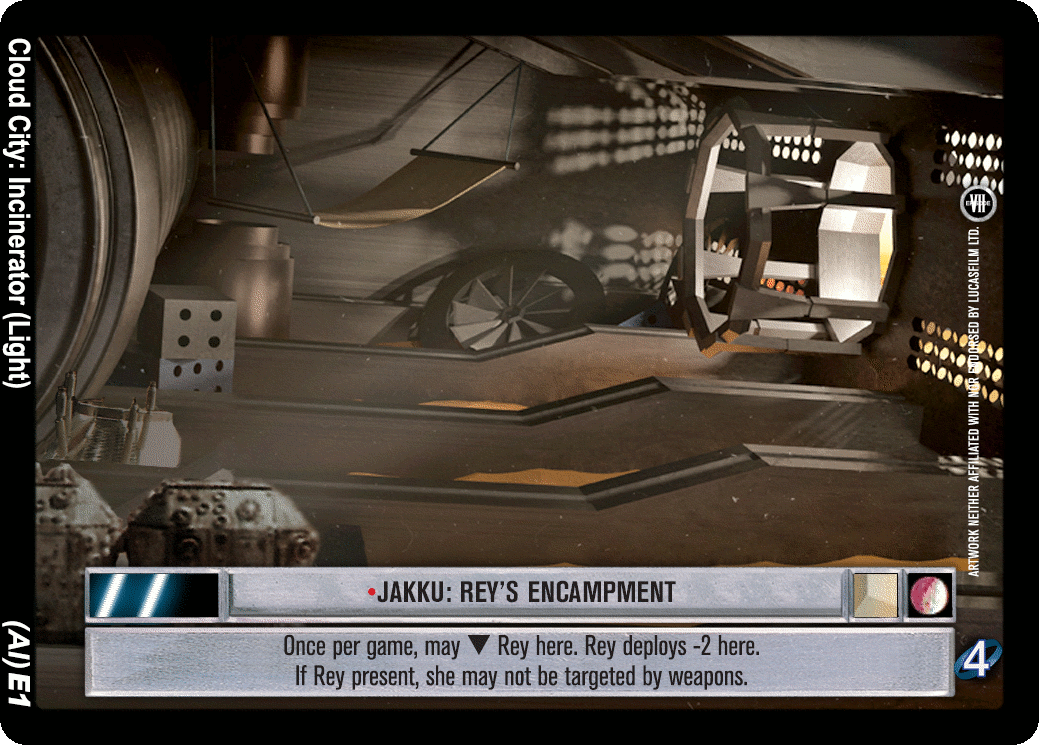 Cloud City: Incinerator (Light)
(AI)E1
VII
EPISODE
ARTWORK NEITHER AFFILIATED WITH NOR ENDORSED BY LUCASFILM LTD.
•JAKKU: REY'S ENCAMPMENT
Once per game, may ▼ Rey here. Rey deploys -2 here.
If Rey present, she may not be targeted by weapons.
4